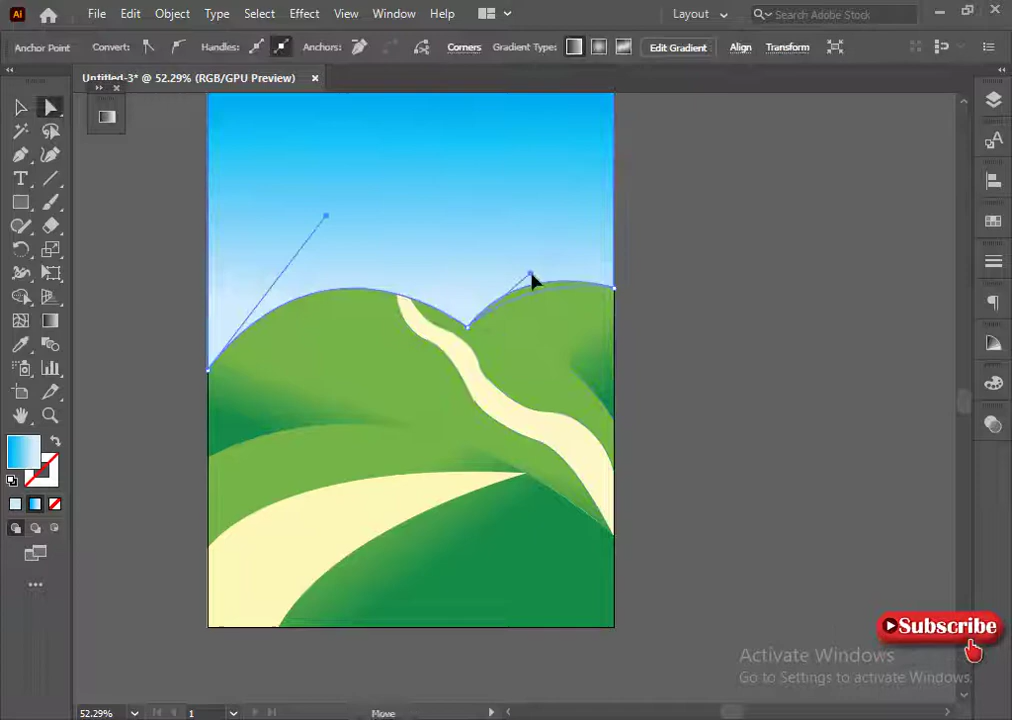 Ai File Edit Object Type Select Effect View Window Help Layout Search Adobe Stock
Anchor Point Convert: Handles: Anchors: Corners Gradient Types: Edit Gradient Align Transform
Untitled-3* @ 52.29% (RGB/GPU Preview)
Subscribe
Activate Windows
Go to Settings to activate Windows.
52.29% 1 Move